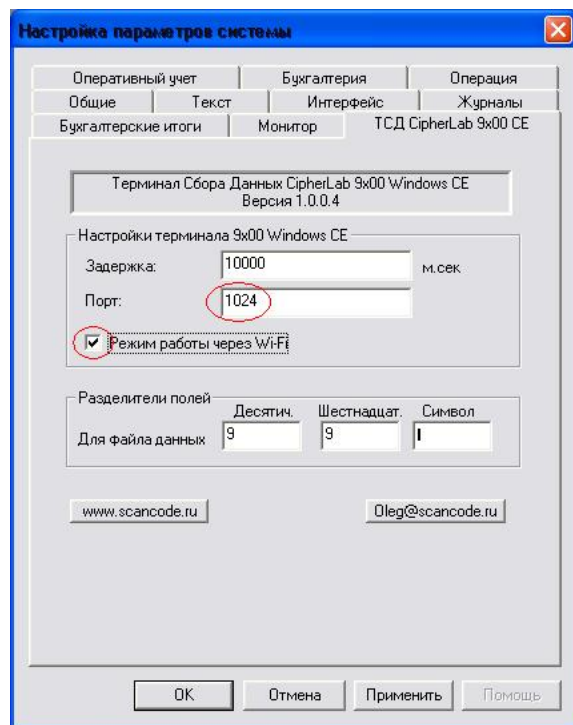 Настройка параметров системы
Оперативный учет Бухгалтерия Операция
Общие Текст Интерфейс Журналы
Бухгалтерские итоги Монитор ТСД CipherLab 9x00 CE
Терминал Сбора Данных CipherLab 9x00 Windows CE
Версия 1.0.0.4
Настройки терминала 9x00 Windows CE
Задержка: 10000 м.сек
Порт: 1024
Режим работы через Wi-Fi
Разделители полей
Десятич. Шестнадцат. Символ
Для файла данных 9 9
www.scancode.ru Oleg@scancode.ru
OK Отмена Применить Помощь